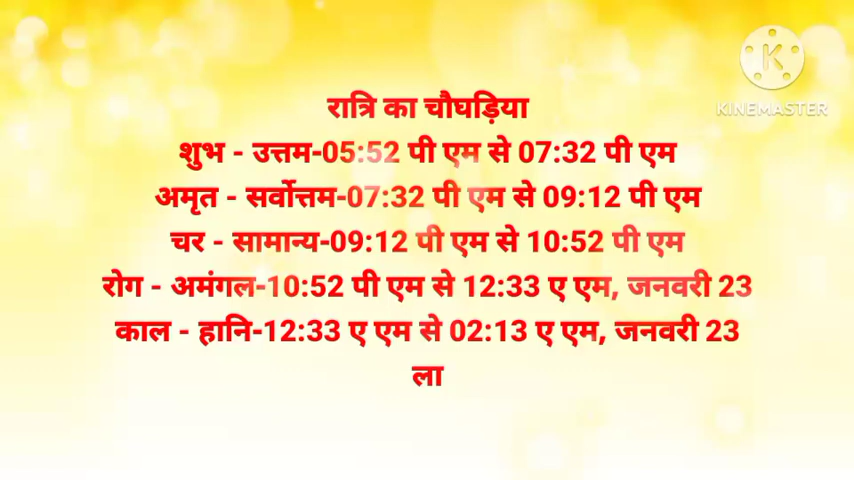 KINEMASTER
रात्रि का चौघड़िया
शुभ - उत्तम-05:52 पी एम से 07:32 पी एम
अमृत - सर्वोत्तम-07:32 पी एम से 09:12 पी एम
चर - सामान्य-09:12 पी एम से 10:52 पी एम
रोग - अमंगल-10:52 पी एम से 12:33 ए एम, जनवरी 23
काल - हानि-12:33 ए एम से 02:13 ए एम, जनवरी 23
ला